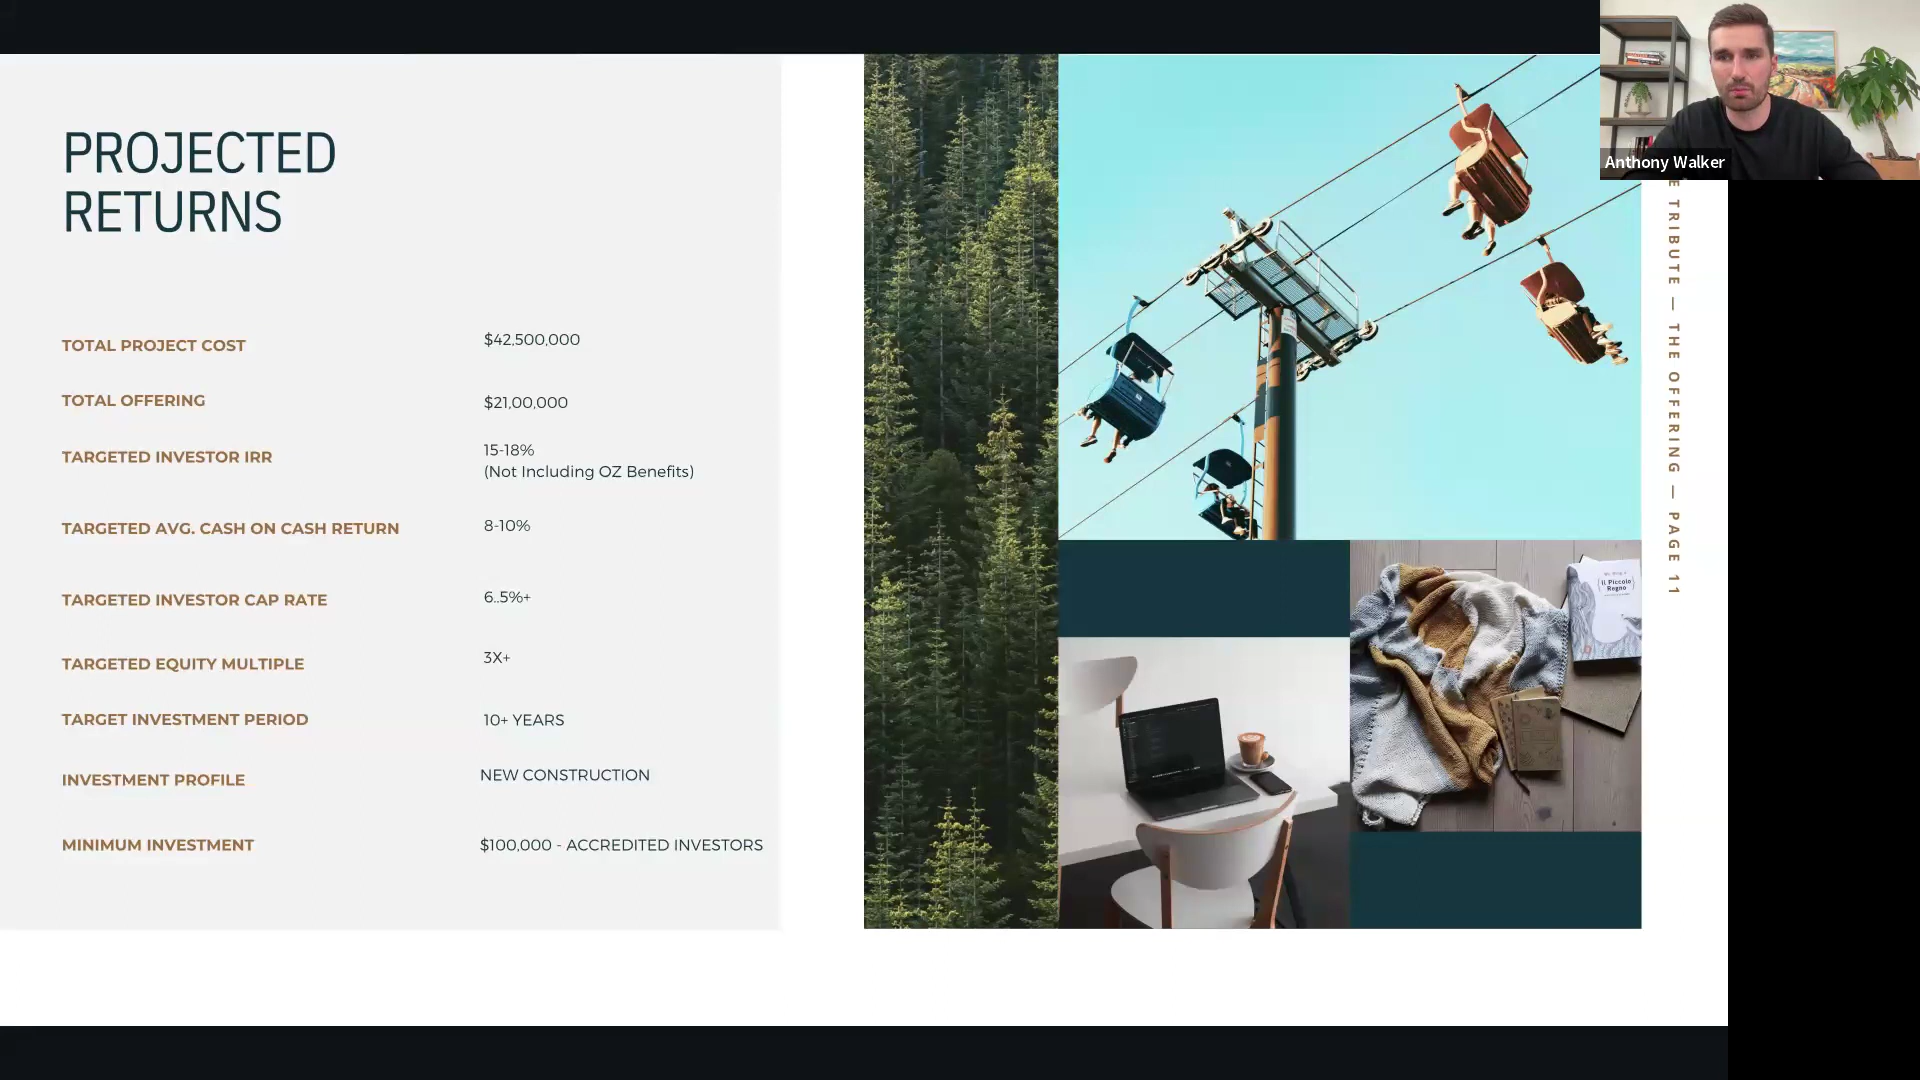 PROJECTED
RETURNS
TOTAL PROJECT COST
$42,500,000
TOTAL OFFERING
$21,00,000
TARGETED INVESTOR IRR
15-18%
(Not Including OZ Benefits)
TARGETED AVG. CASH ON CASH RETURN
8-10%
TARGETED INVESTOR CAP RATE
6..5%+
TARGETED EQUITY MULTIPLE
3X+
TARGET INVESTMENT PERIOD
10+ YEARS
INVESTMENT PROFILE
NEW CONSTRUCTION
MINIMUM INVESTMENT
$100,000 - ACCREDITED INVESTORS
Anthony Walker
E TRIBUTE — THE OFFERING — PAGE 11
Il Piccolo
Regno